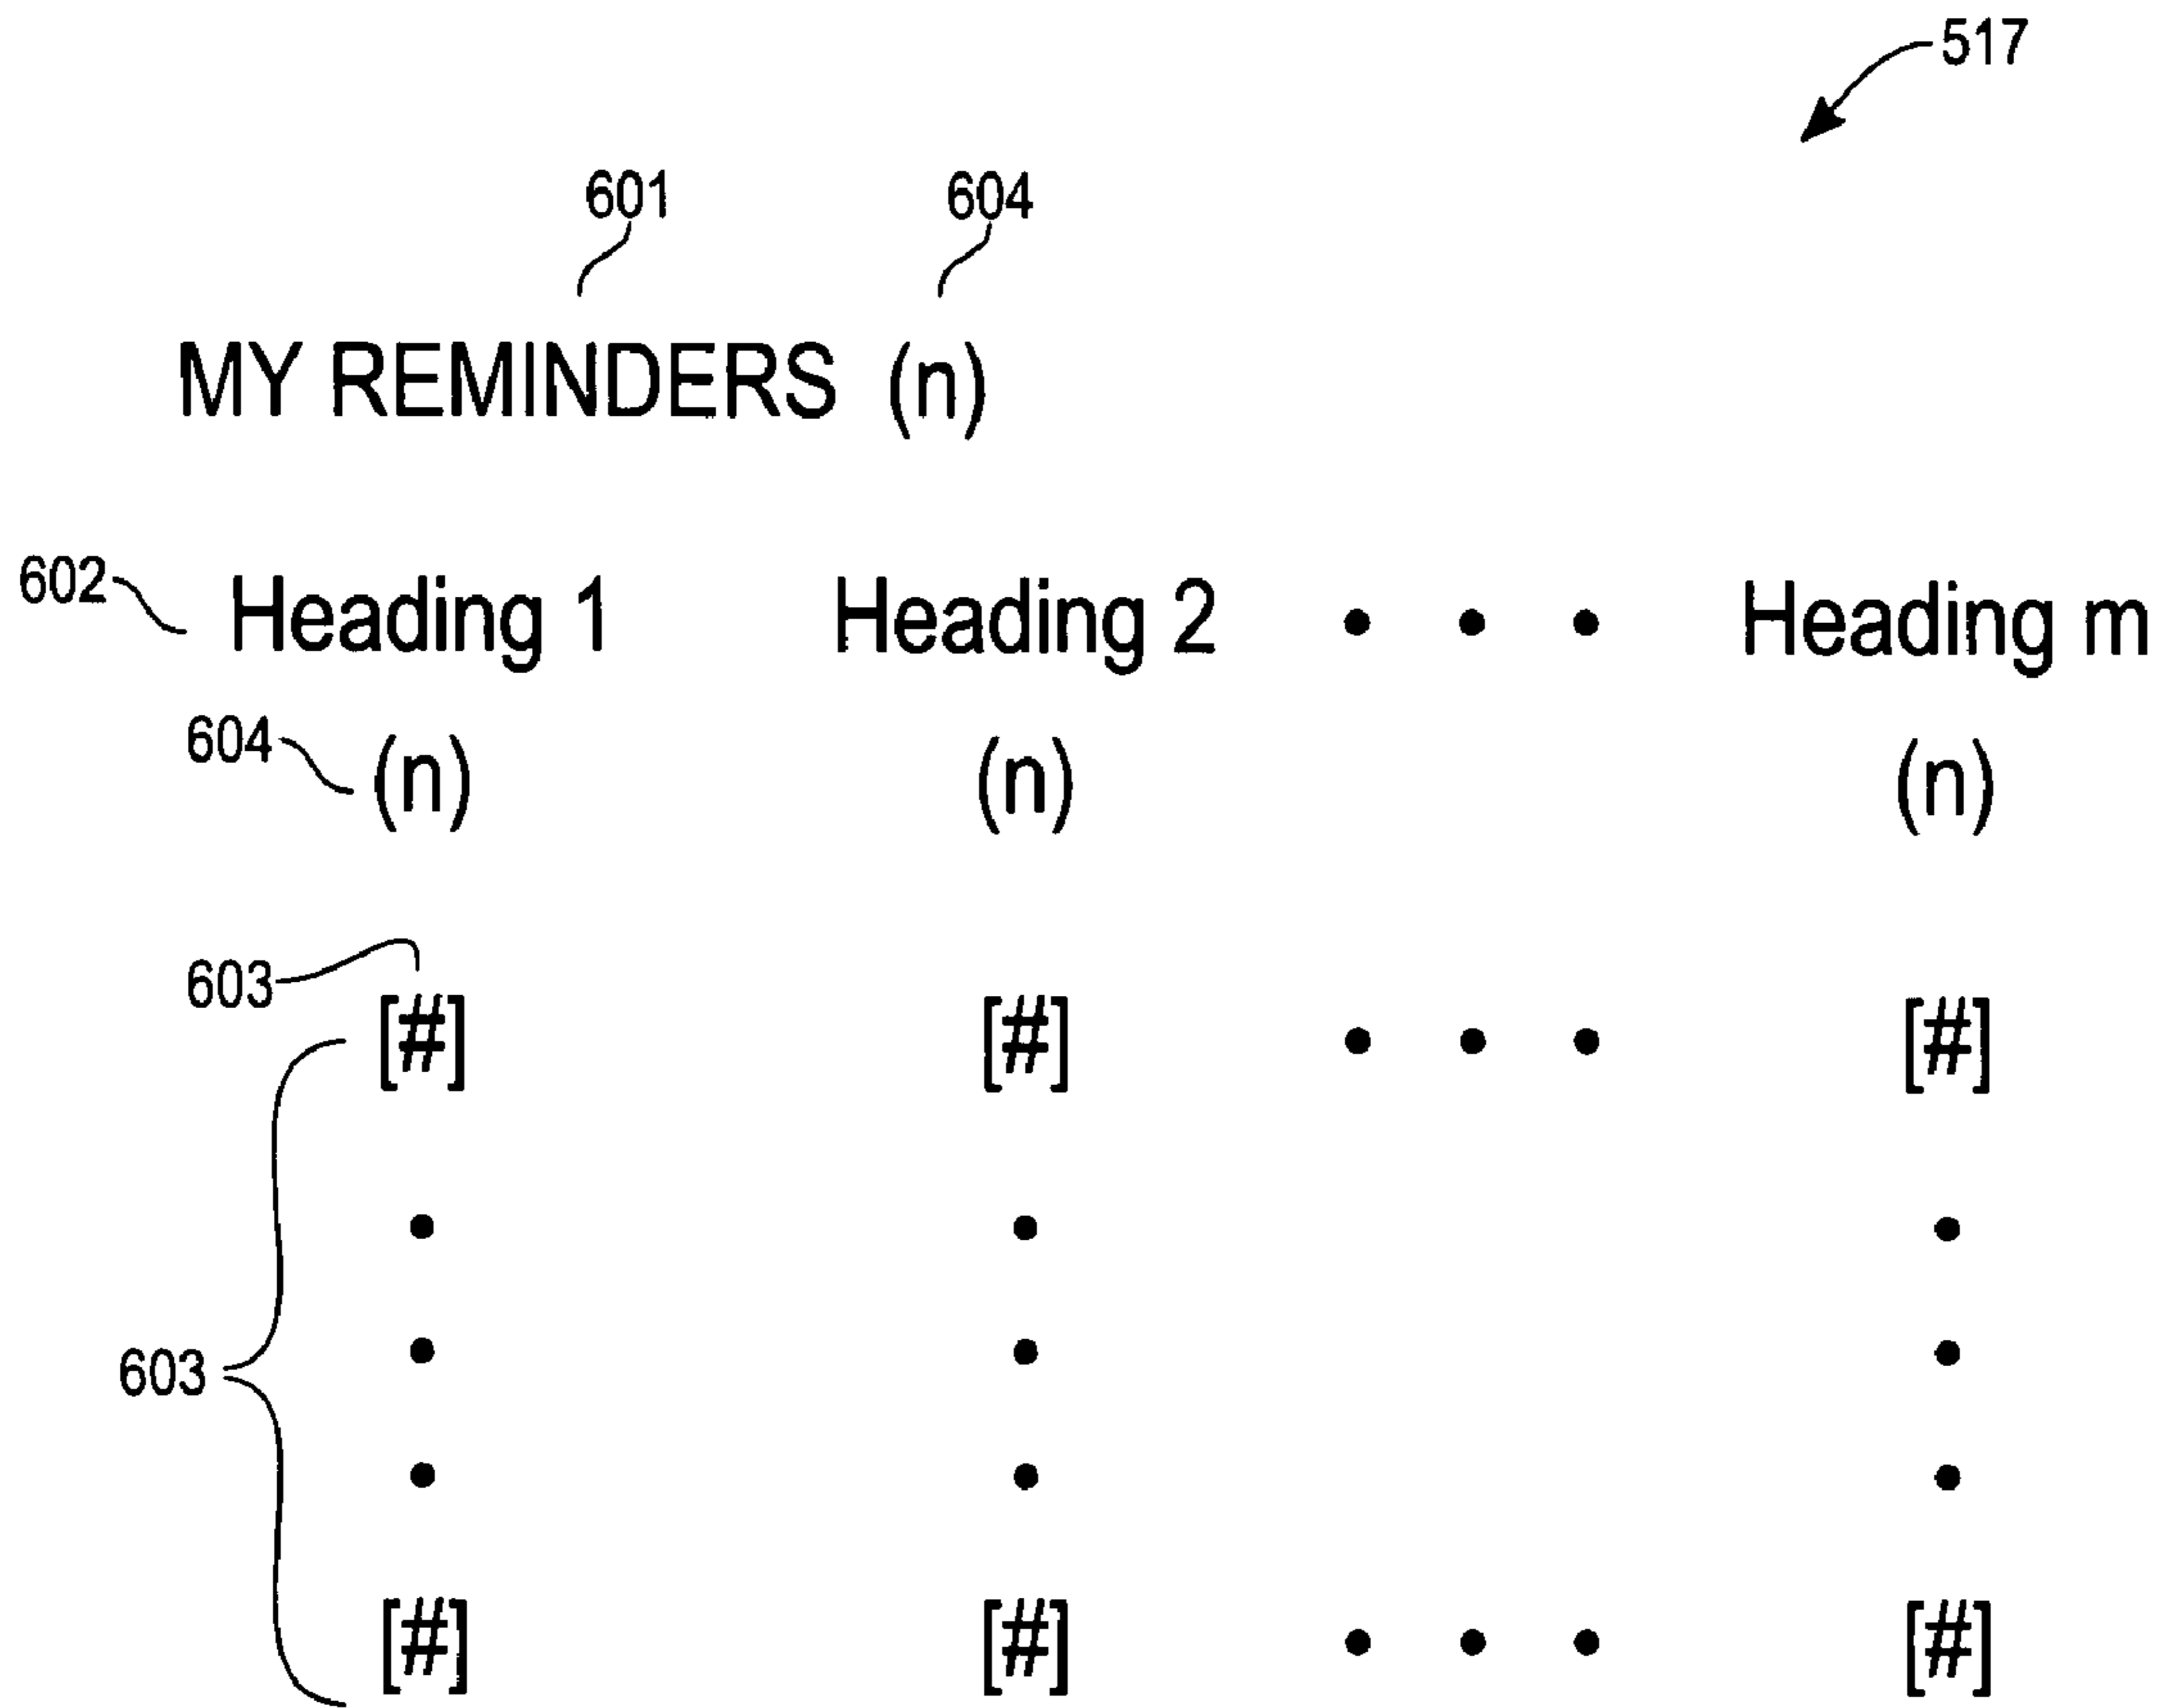 517
601 604
MY REMINDERS (n)
602 Heading 1 Heading 2 • • • Heading m
604 (n) (n) (n)
603
[#] [#] • • • [#]
• • •
• • •
603
• • •
[#] [#] • • • [#]